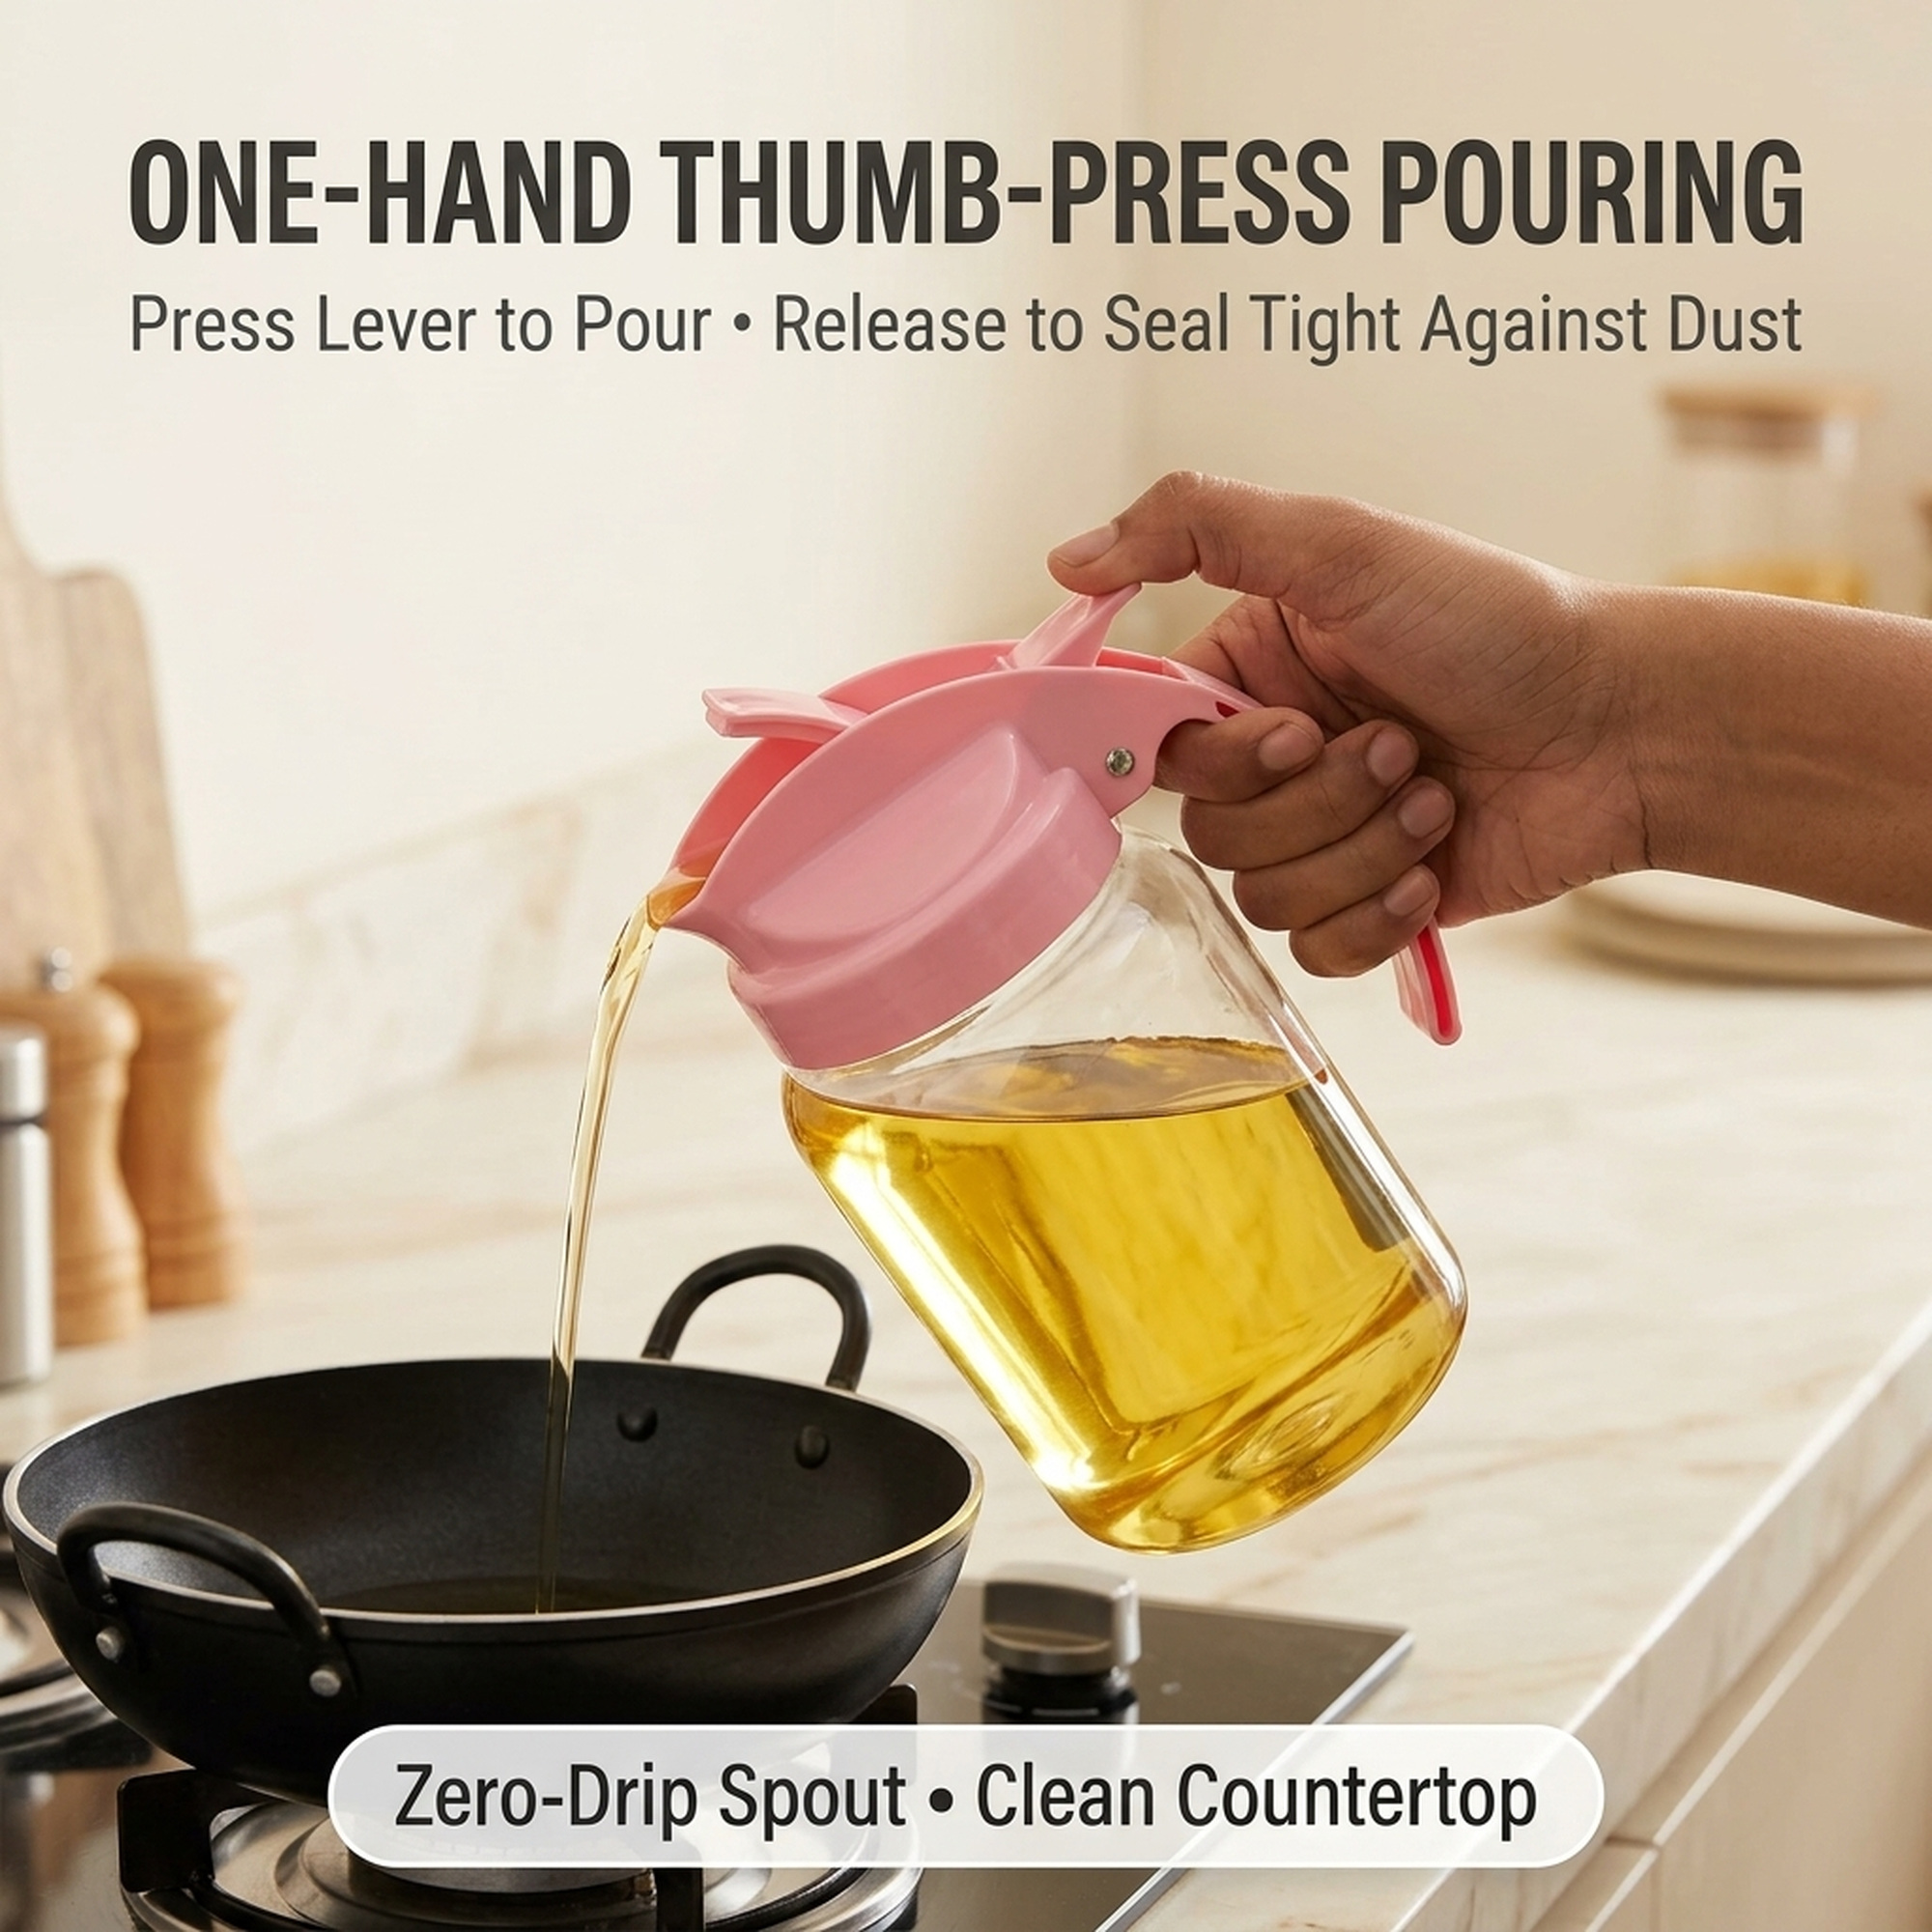 ONE-HAND THUMB-PRESS POURING
Press Lever to Pour • Release to Seal Tight Against Dust
Zero-Drip Spout • Clean Countertop